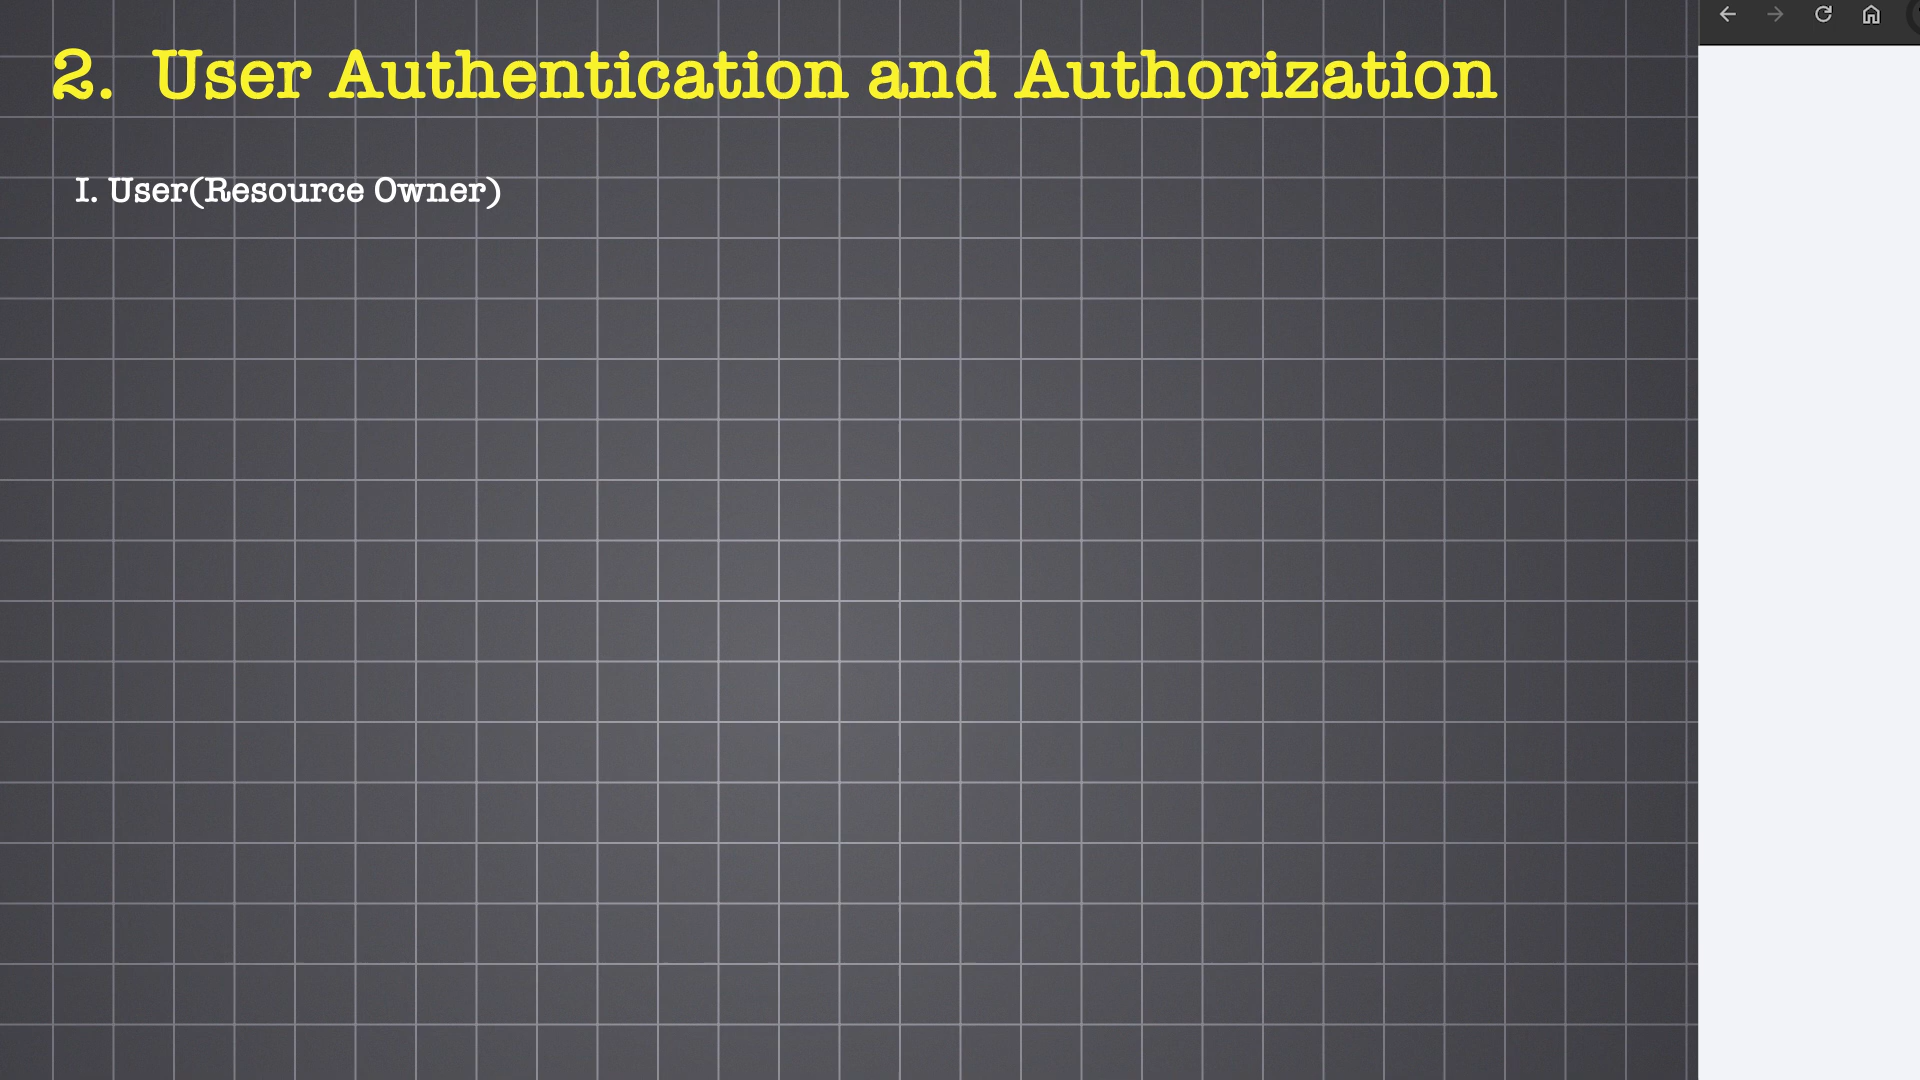 2. User Authentication and Authorization
I. User(Resource Owner)